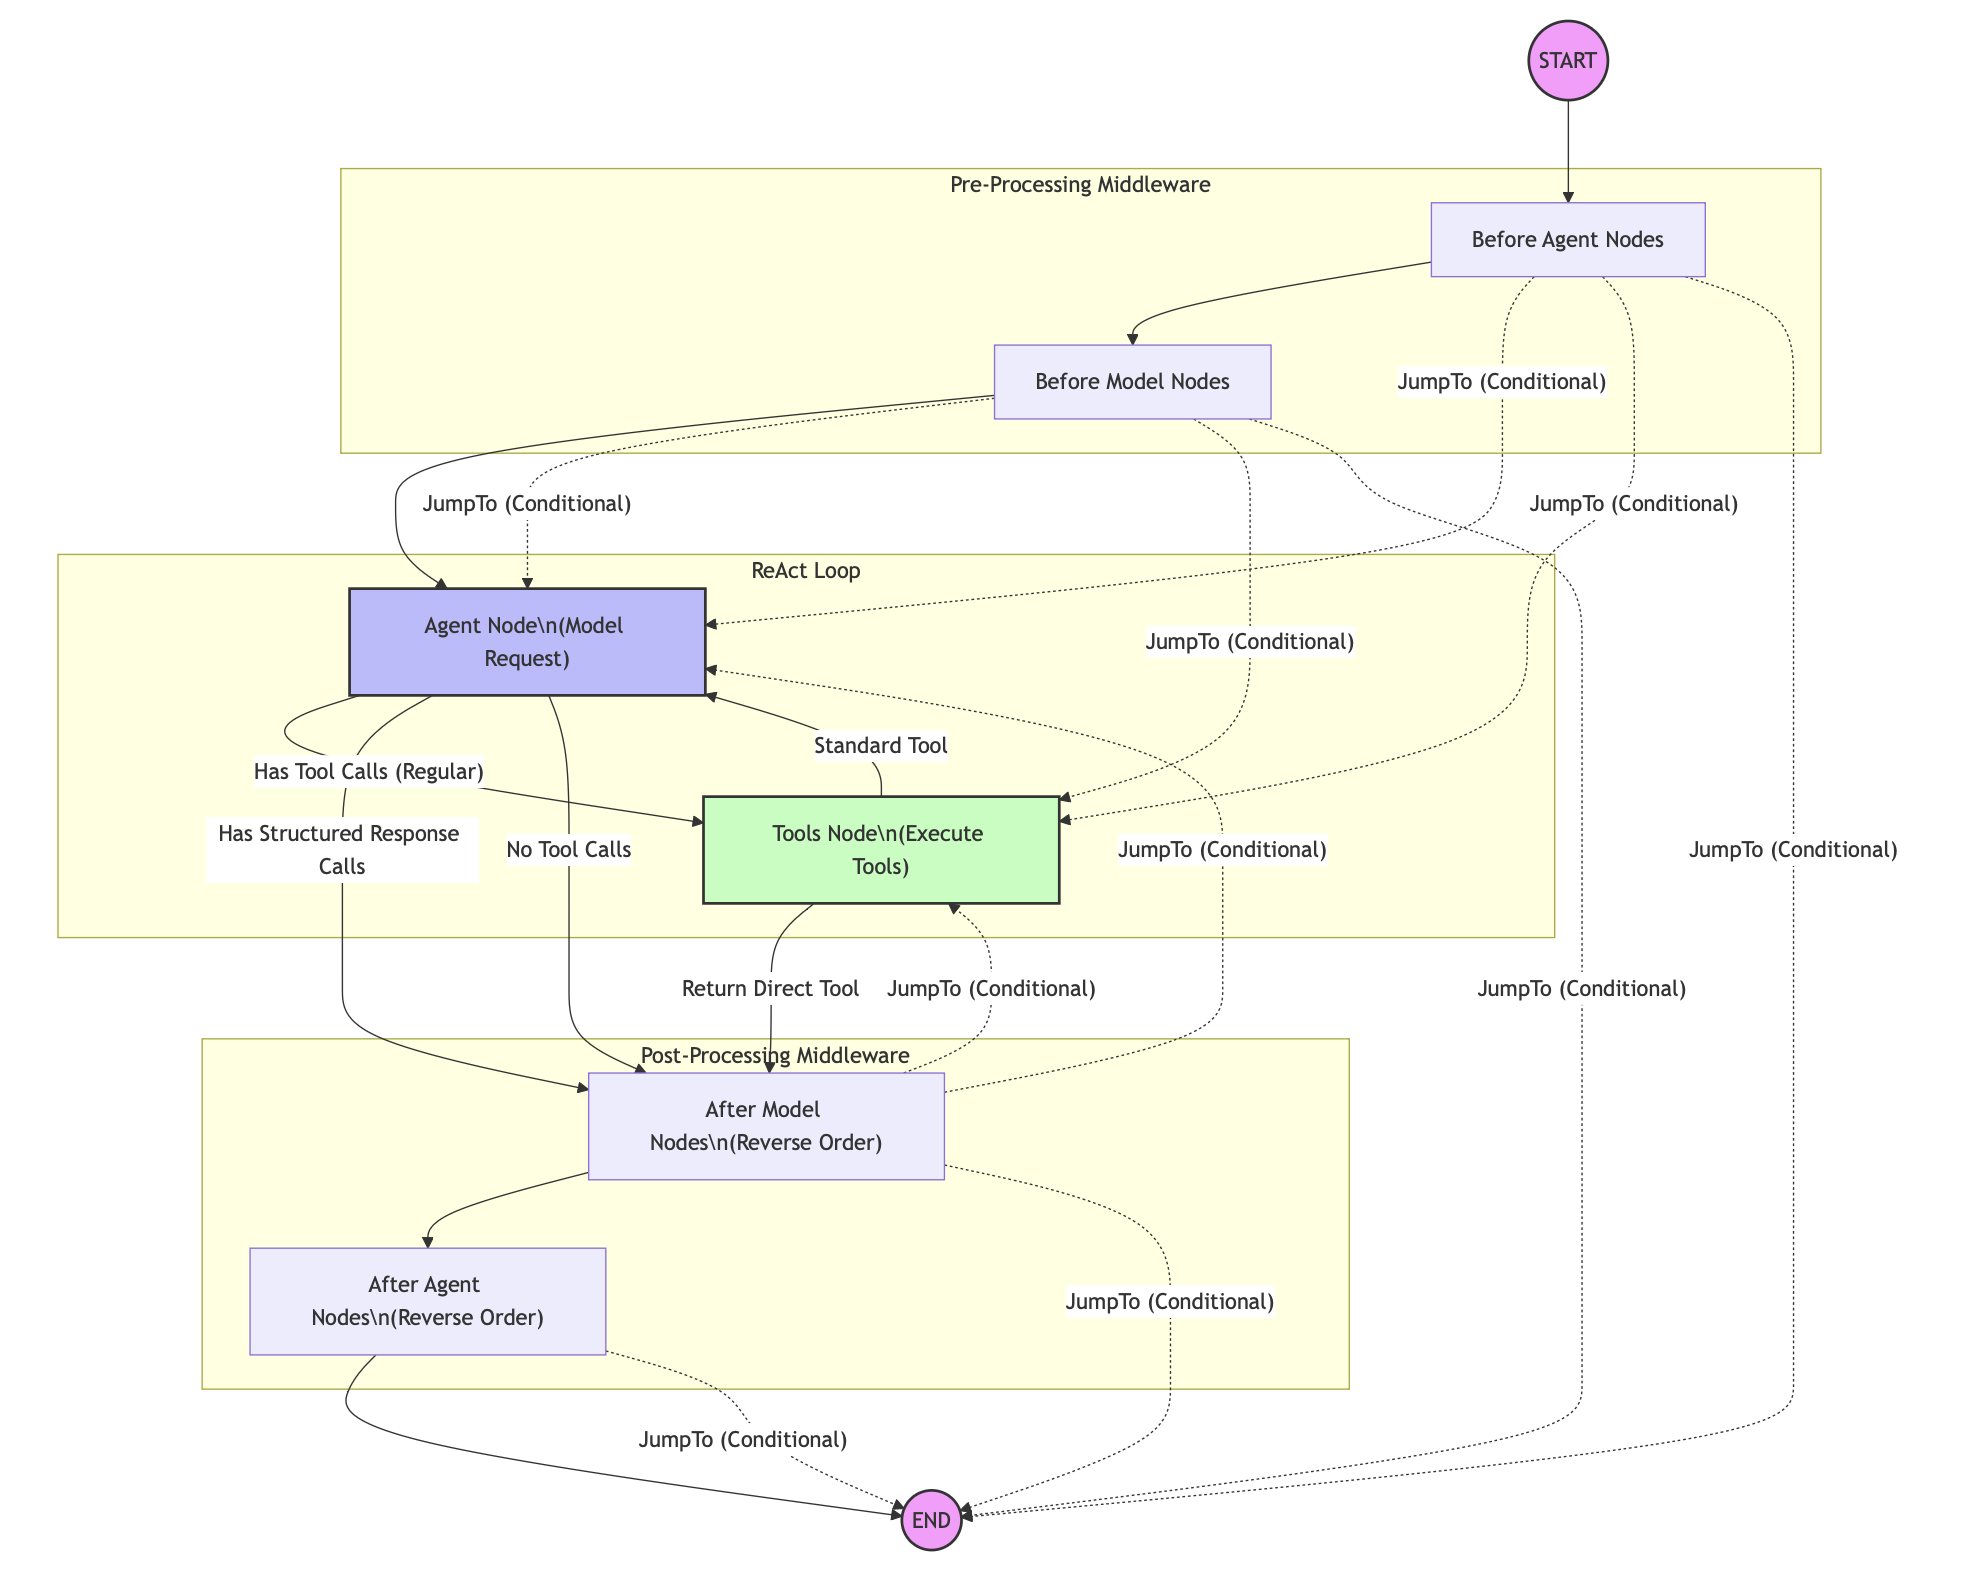 START
Pre-Processing Middleware
Before Agent Nodes
Before Model Nodes
JumpTo (Conditional)
JumpTo (Conditional)
JumpTo (Conditional)
ReAct Loop
Agent Node\n(Model
Request)
JumpTo (Conditional)
Standard Tool
Has Tool Calls (Regular)
Has Structured Response
Calls
No Tool Calls
Tools Node\n(Execute
Tools)
JumpTo (Conditional)
JumpTo (Conditional)
Return Direct Tool
JumpTo (Conditional)
JumpTo (Conditional)
Post-Processing Middleware
After Model
Nodes\n(Reverse Order)
After Agent
Nodes\n(Reverse Order)
JumpTo (Conditional)
JumpTo (Conditional)
END